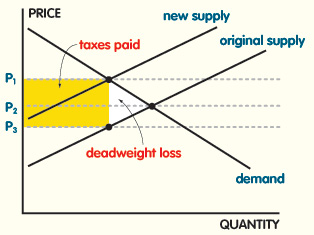 PRICE
new supply
original supply
taxes paid
P1
P2
P3
deadweight loss
demand
QUANTITY